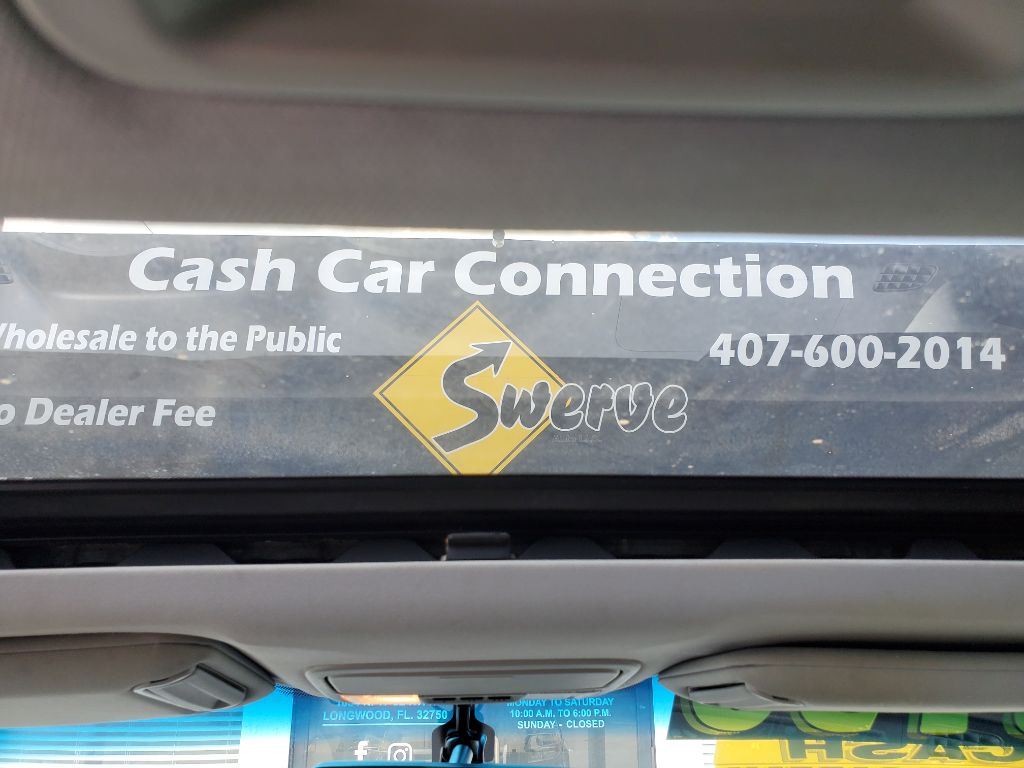 Cash Car Connection
Wholesale to the Public
407-600-2014
Swerve
Dealer Fee
LONGWOOD, FL. 32750
MONDAY TO SATURDAY
10:00 A.M. TO 6:00 P.M.
SUNDAY - CLOSED
f
CASH